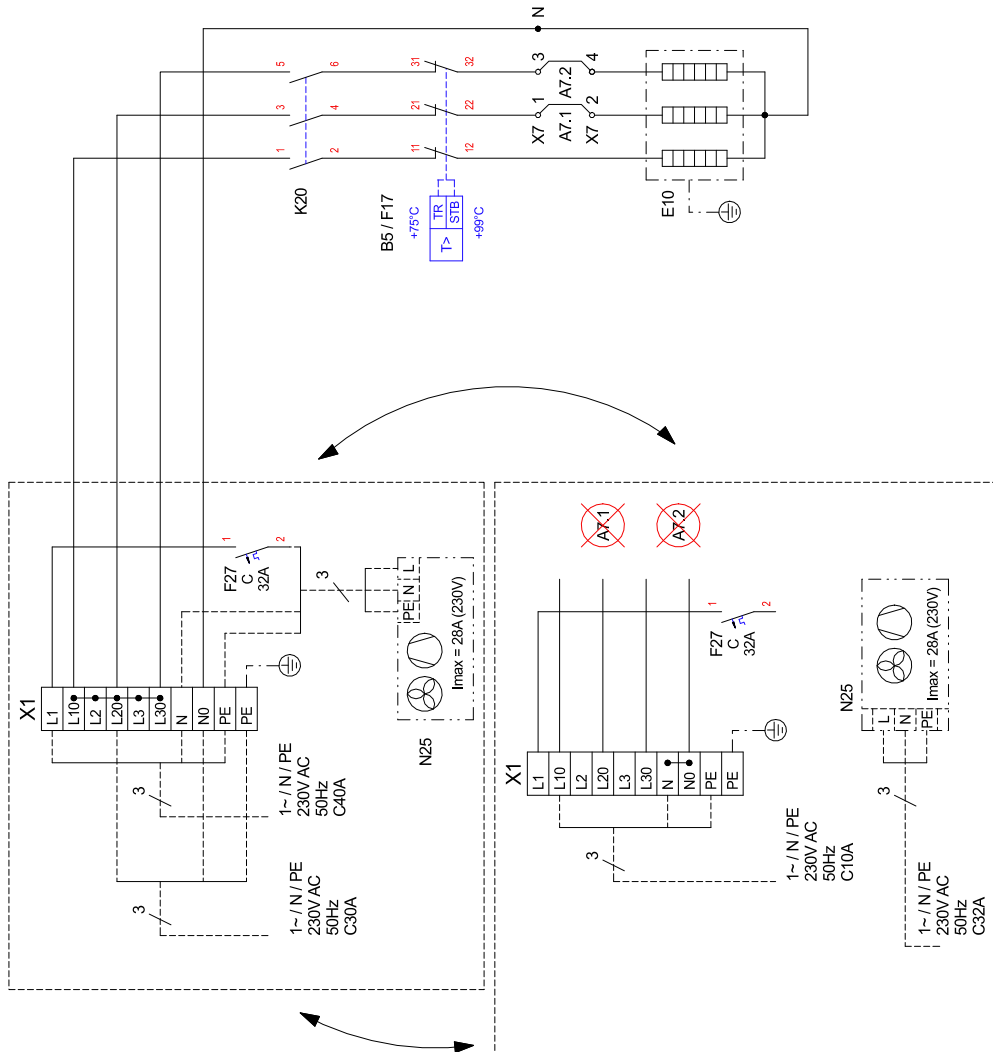 N
5
6
31
32
3
4
A7.2
3
4
21
22
X7
1
A7.1
X7
2
1
2
11
12
K20
B5 / F17
+75°C
TR
STB
T>
+99°C
E10
1
2
F27
C
32A
3
PE
N
L
Imax = 28A (230V)
N25
X1
L1
L10
L2
L20
L3
L30
N
N0
PE
PE
3
1~ / N / PE
230V AC
50Hz
C40A
3
1~ / N / PE
230V AC
50Hz
C30A
A7.1
A7.2
1
2
F27
C
32A
X1
L1
L10
L2
L20
L3
L30
N
N0
PE
PE
3
1~ / N / PE
230V AC
50Hz
C10A
N25
Imax = 28A (230V)
L
N
PE
3
1~ / N / PE
230V AC
50Hz
C32A